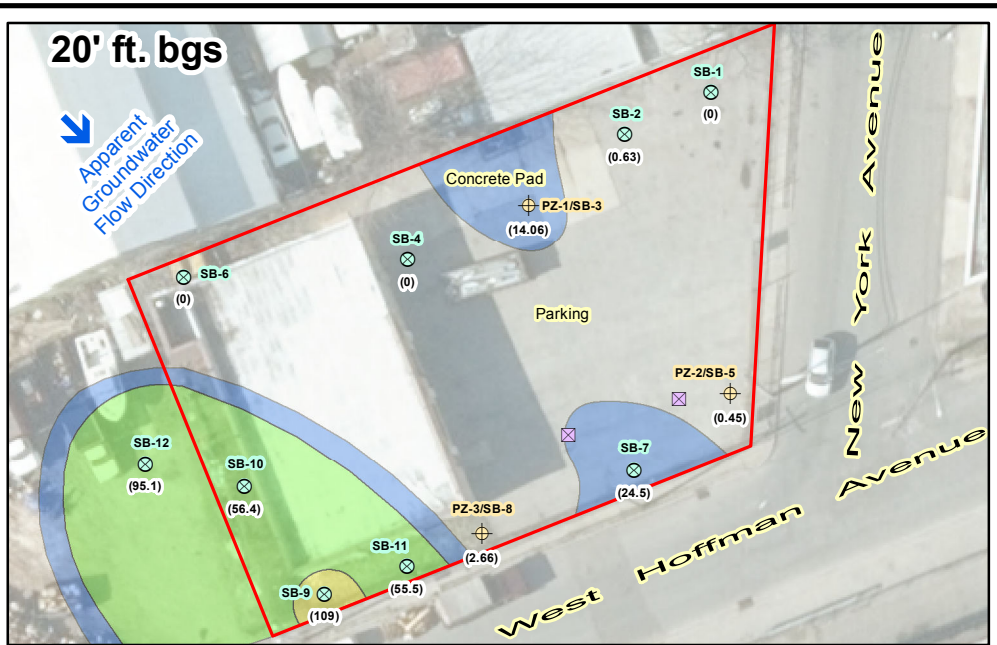 20' ft. bgs
Apparent
Groundwater
Flow Direction
SB-1
(0)
SB-2
(0.63)
Concrete Pad
PZ-1/SB-3
(14.06)
SB-4
(0)
SB-6
(0)
Parking
PZ-2/SB-5
(0.45)
SB-7
(24.5)
SB-12
(95.1)
SB-10
(56.4)
PZ-3/SB-8
(2.66)
SB-11
(55.5)
SB-9
(109)
New York Avenue
West Hoffman Avenue